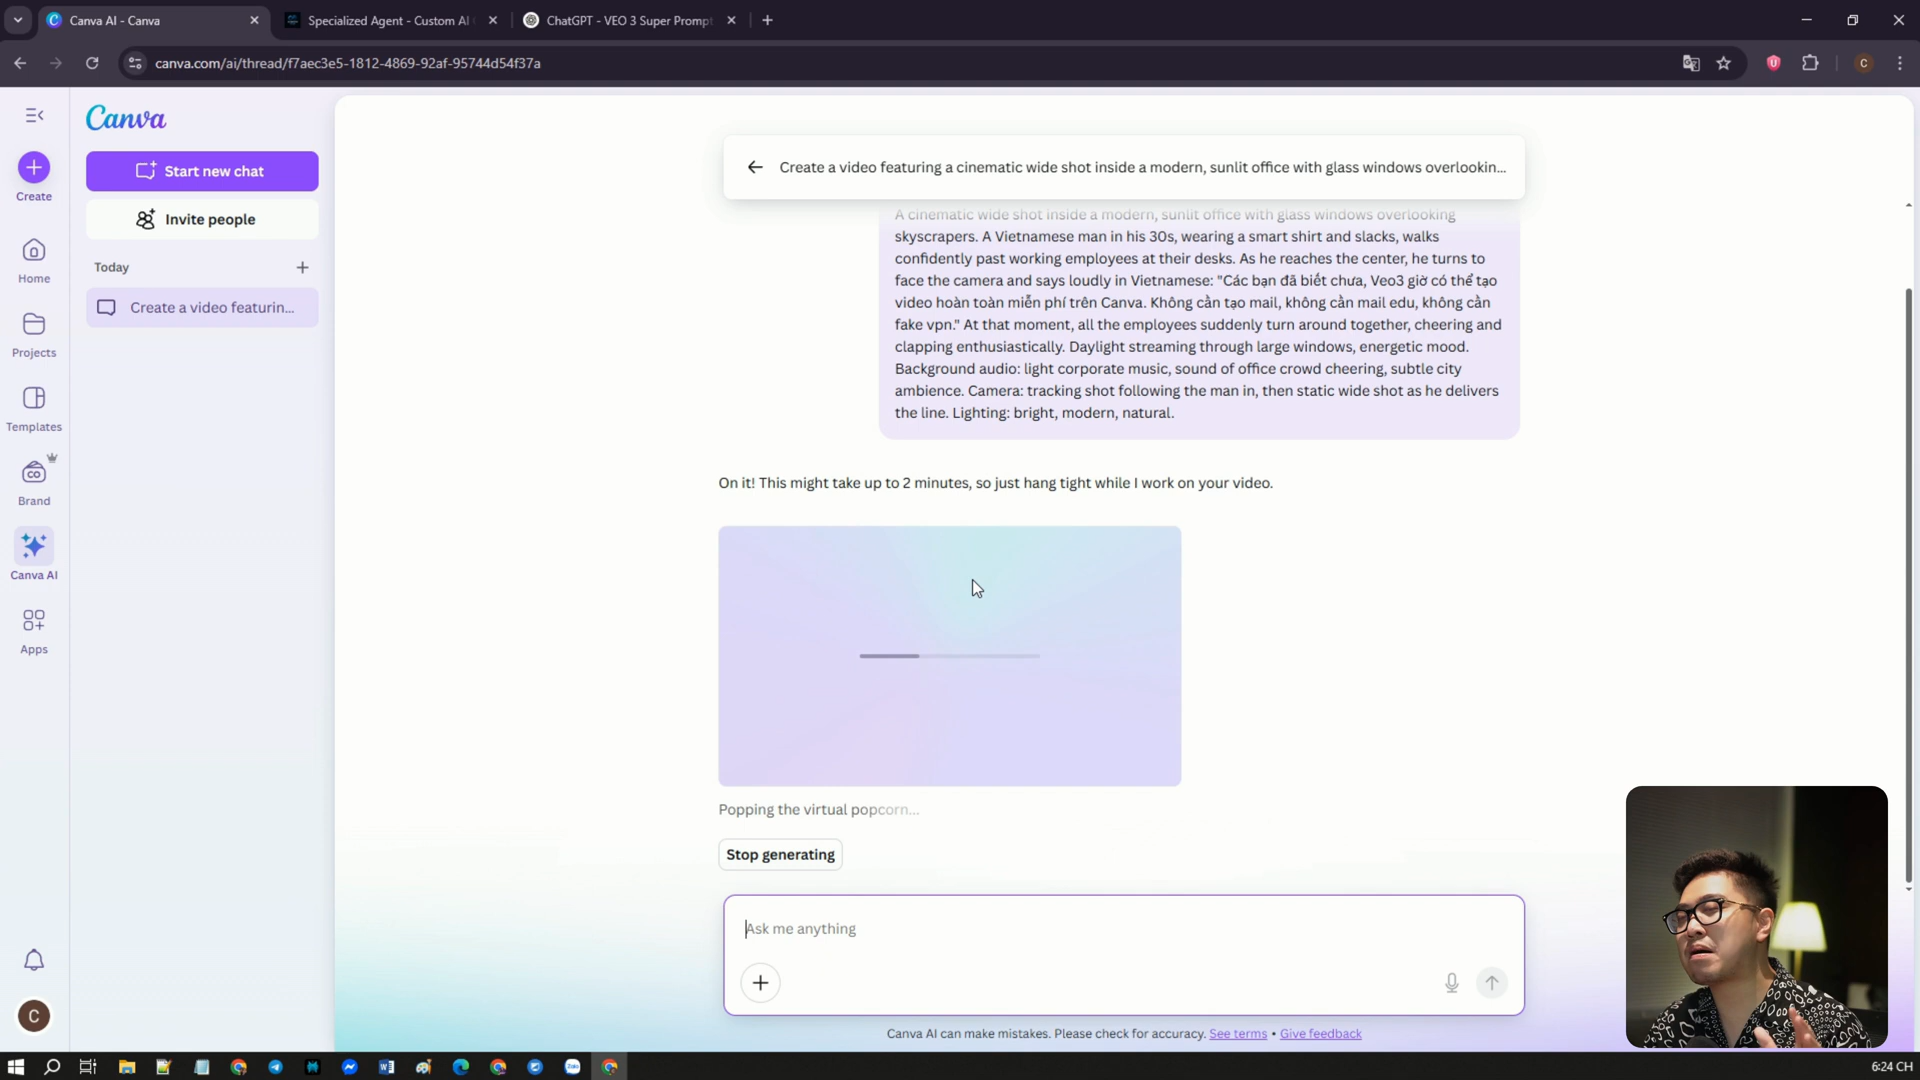 Canva AI - Canva
Specialized Agent - Custom AI
ChatGPT - VEO 3 Super Prompt
canva.com/ai/thread/f7aec3e5-1812-4869-92af-95744d54f37a
C
Canva
Start new chat
Invite people
Today
Create a video featurin...
Create
Home
Projects
Templates
Brand
Canva AI
Apps
C
Create a video featuring a cinematic wide shot inside a modern, sunlit office with glass windows overlookin...
A cinematic wide shot inside a modern, sunlit office with glass windows overlooking
skyscrapers. A Vietnamese man in his 30s, wearing a smart shirt and slacks, walks
confidently past working employees at their desks. As he reaches the center, he turns to
face the camera and says loudly in Vietnamese: "Các bạn đã biết chưa, Veo3 giờ có thể tạo
video hoàn toàn miễn phí trên Canva. Không cần tạo mail, không cần mail edu, không cần
fake vpn." At that moment, all the employees suddenly turn around together, cheering and
clapping enthusiastically. Daylight streaming through large windows, energetic mood.
Background audio: light corporate music, sound of office crowd cheering, subtle city
ambience. Camera: tracking shot following the man in, then static wide shot as he delivers
the line. Lighting: bright, modern, natural.
On it! This might take up to 2 minutes, so just hang tight while I work on your video.
Popping the virtual popcorn...
Stop generating
Ask me anything
Canva AI can make mistakes. Please check for accuracy. See terms • Give feedback
6:24 CH